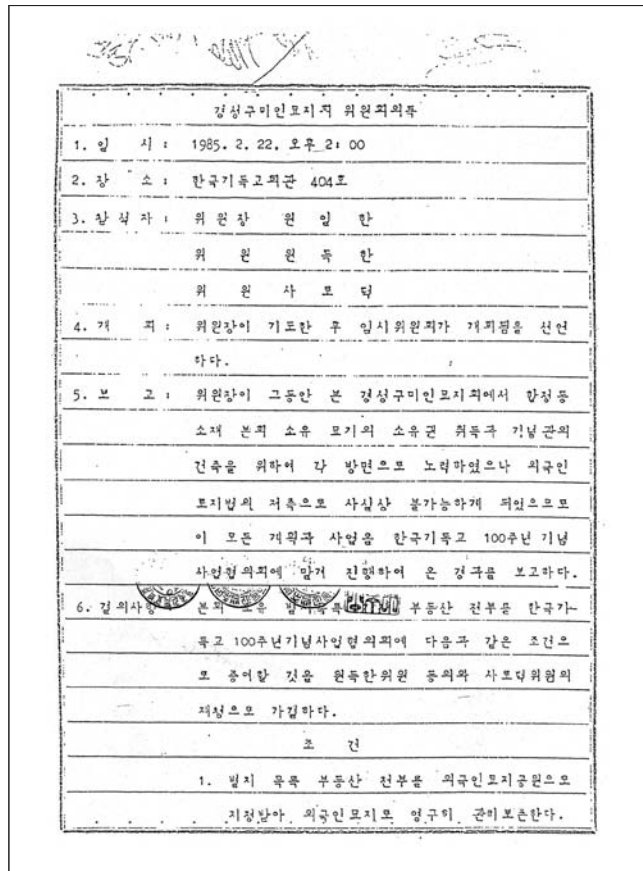 경성구미인묘지회 위원회의록
1. 일 시 : 1985. 2. 22. 오후 2: 00
2. 장 소 : 한국기독교회관 404호
3. 참 석 자 : 위 원 장 원 일 한
위 원 원 득 한
위 원 사 모 딕
4. 개 회 : 위원장이 기도한 후 임시위원회가 개회됨을 선언
하다.
5. 보 고 : 위원장이 그동안 본 경성구미인묘지회에서 합정동
소재 본회 소유 묘지의 소유권 취득과 기념관의
건축을 위하여 각 방면으로 노력하였으나 외국인
토지법의 저촉으로 사실상 불가능하게 되었으므로
이 모든 계획과 사업을 한국기독교 100주년 기념
사업협의회에 맡겨 진행하여 온 경과를 보고하다.
6. 결의사항 본회 소유 별지목록 부동산 전부를 한국기-
독교 100주년기념사업협의회에 다음과 같은 조건으
로 증여할 것을 원득한위원 동의와 사모딕위원의
재청으로 가결하다.
조 건
1. 별지 목록 부동산 전부를 외국인묘지공원으로
지정받아 외국인묘지로 영구히 관리보존한다.